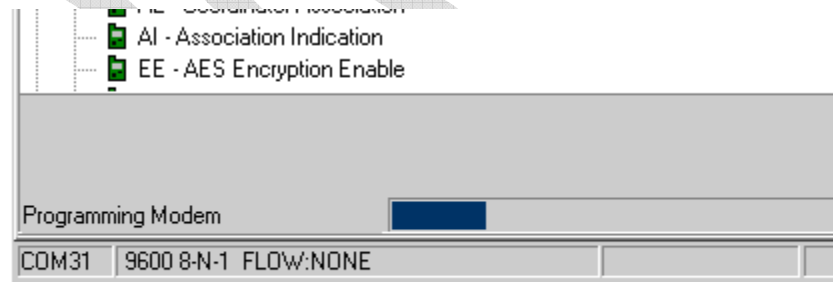 AI - Association Indication
EE - AES Encryption Enable
Programming Modem
COM31 9600 8-N-1 FLOW:NONE